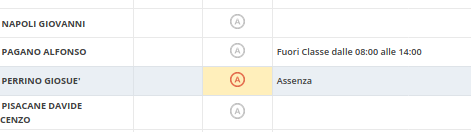 NAPOLI GIOVANNI A
PAGANO ALFONSO A Fuori Classe dalle 08:00 alle 14:00
PERRINO GIOSUE' A Assenza
PISACANE DAVIDE A
CENZO